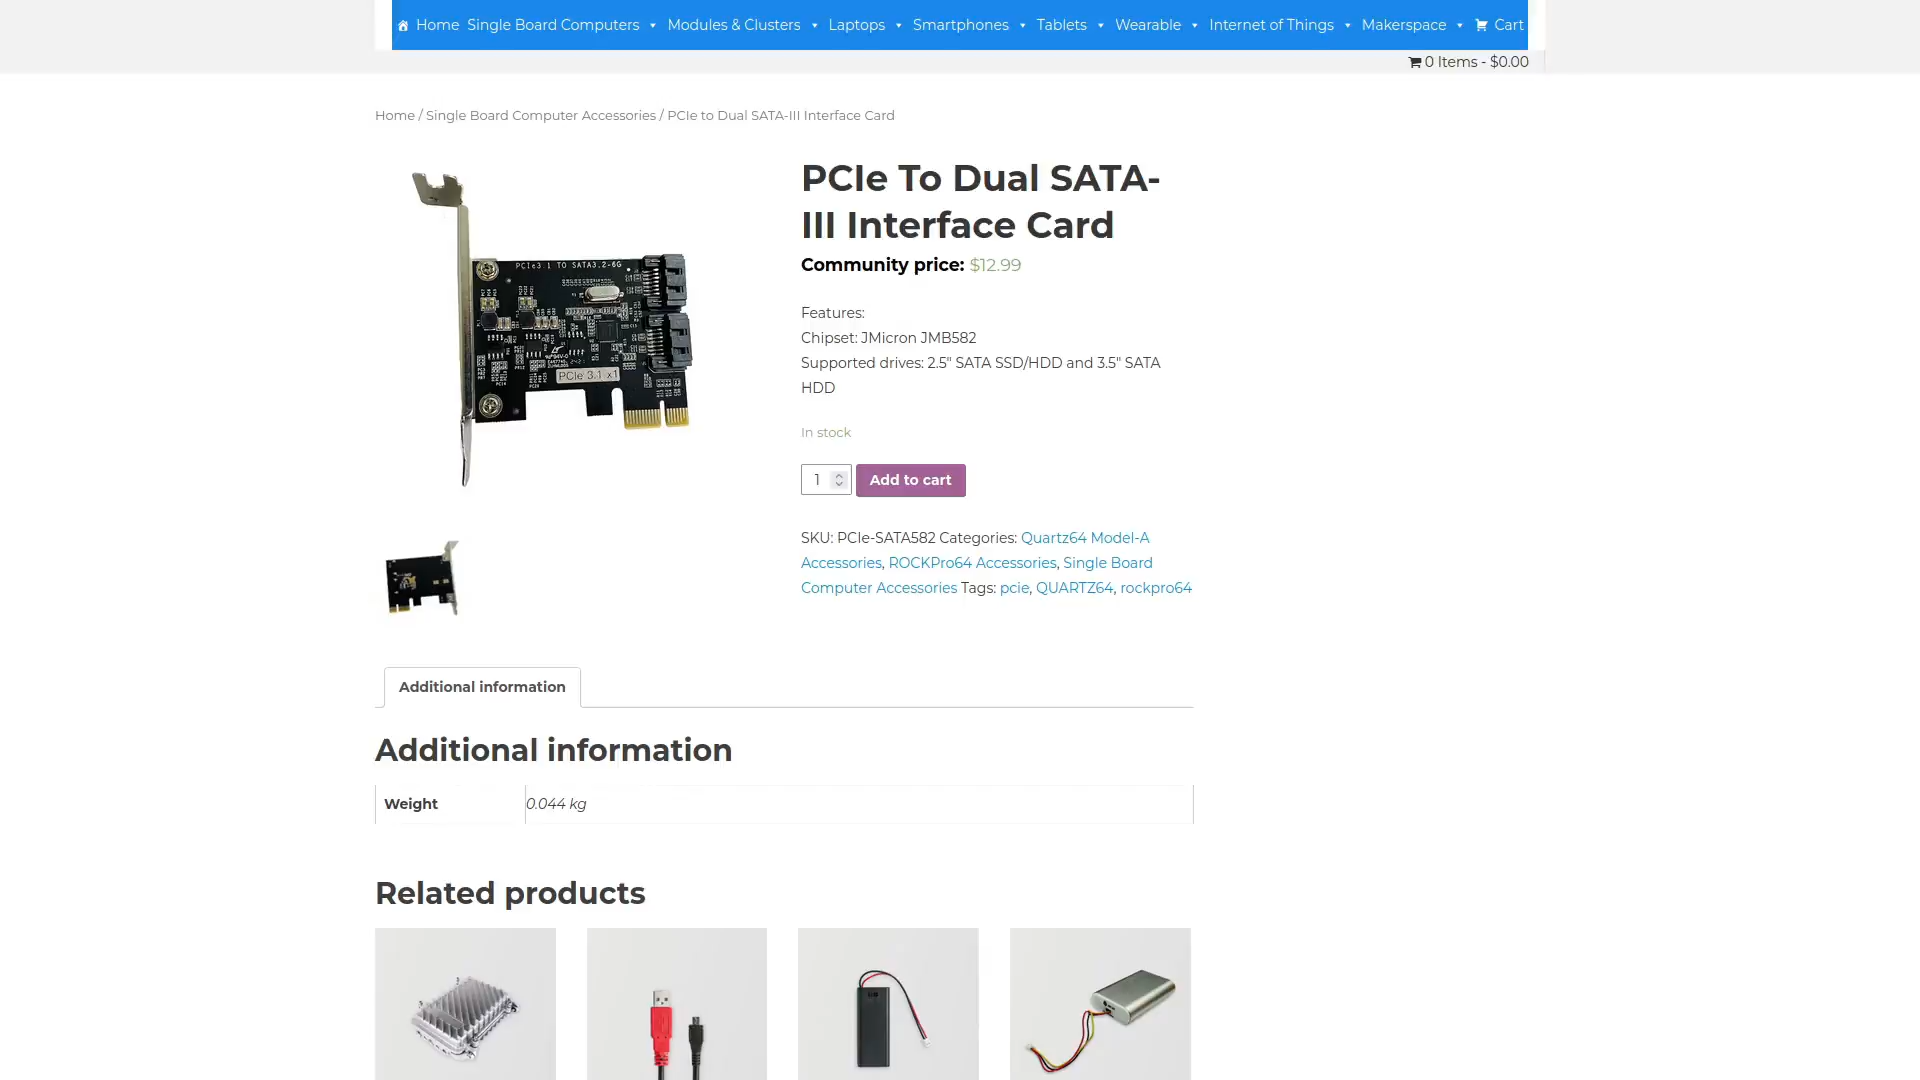 Home Single Board Computers Modules & Clusters Laptops Smartphones Tablets Wearable Internet of Things Makerspace Cart
0 Items - $0.00
Home / Single Board Computer Accessories / PCIe to Dual SATA-III Interface Card
PCIe To Dual SATA-
III Interface Card
Community price: $12.99
Features:
Chipset: JMicron JMB582
Supported drives: 2.5" SATA SSD/HDD and 3.5" SATA
HDD
In stock
1 Add to cart
SKU: PCIe-SATA582 Categories: Quartz64 Model-A
Accessories, ROCKPro64 Accessories, Single Board
Computer Accessories Tags: pcie, QUARTZ64, rockpro64
PCIe3.1 TO SATA3.2-6G
PCIe 3.1 x1
Additional information
Additional information
Weight 0.044 kg
Related products